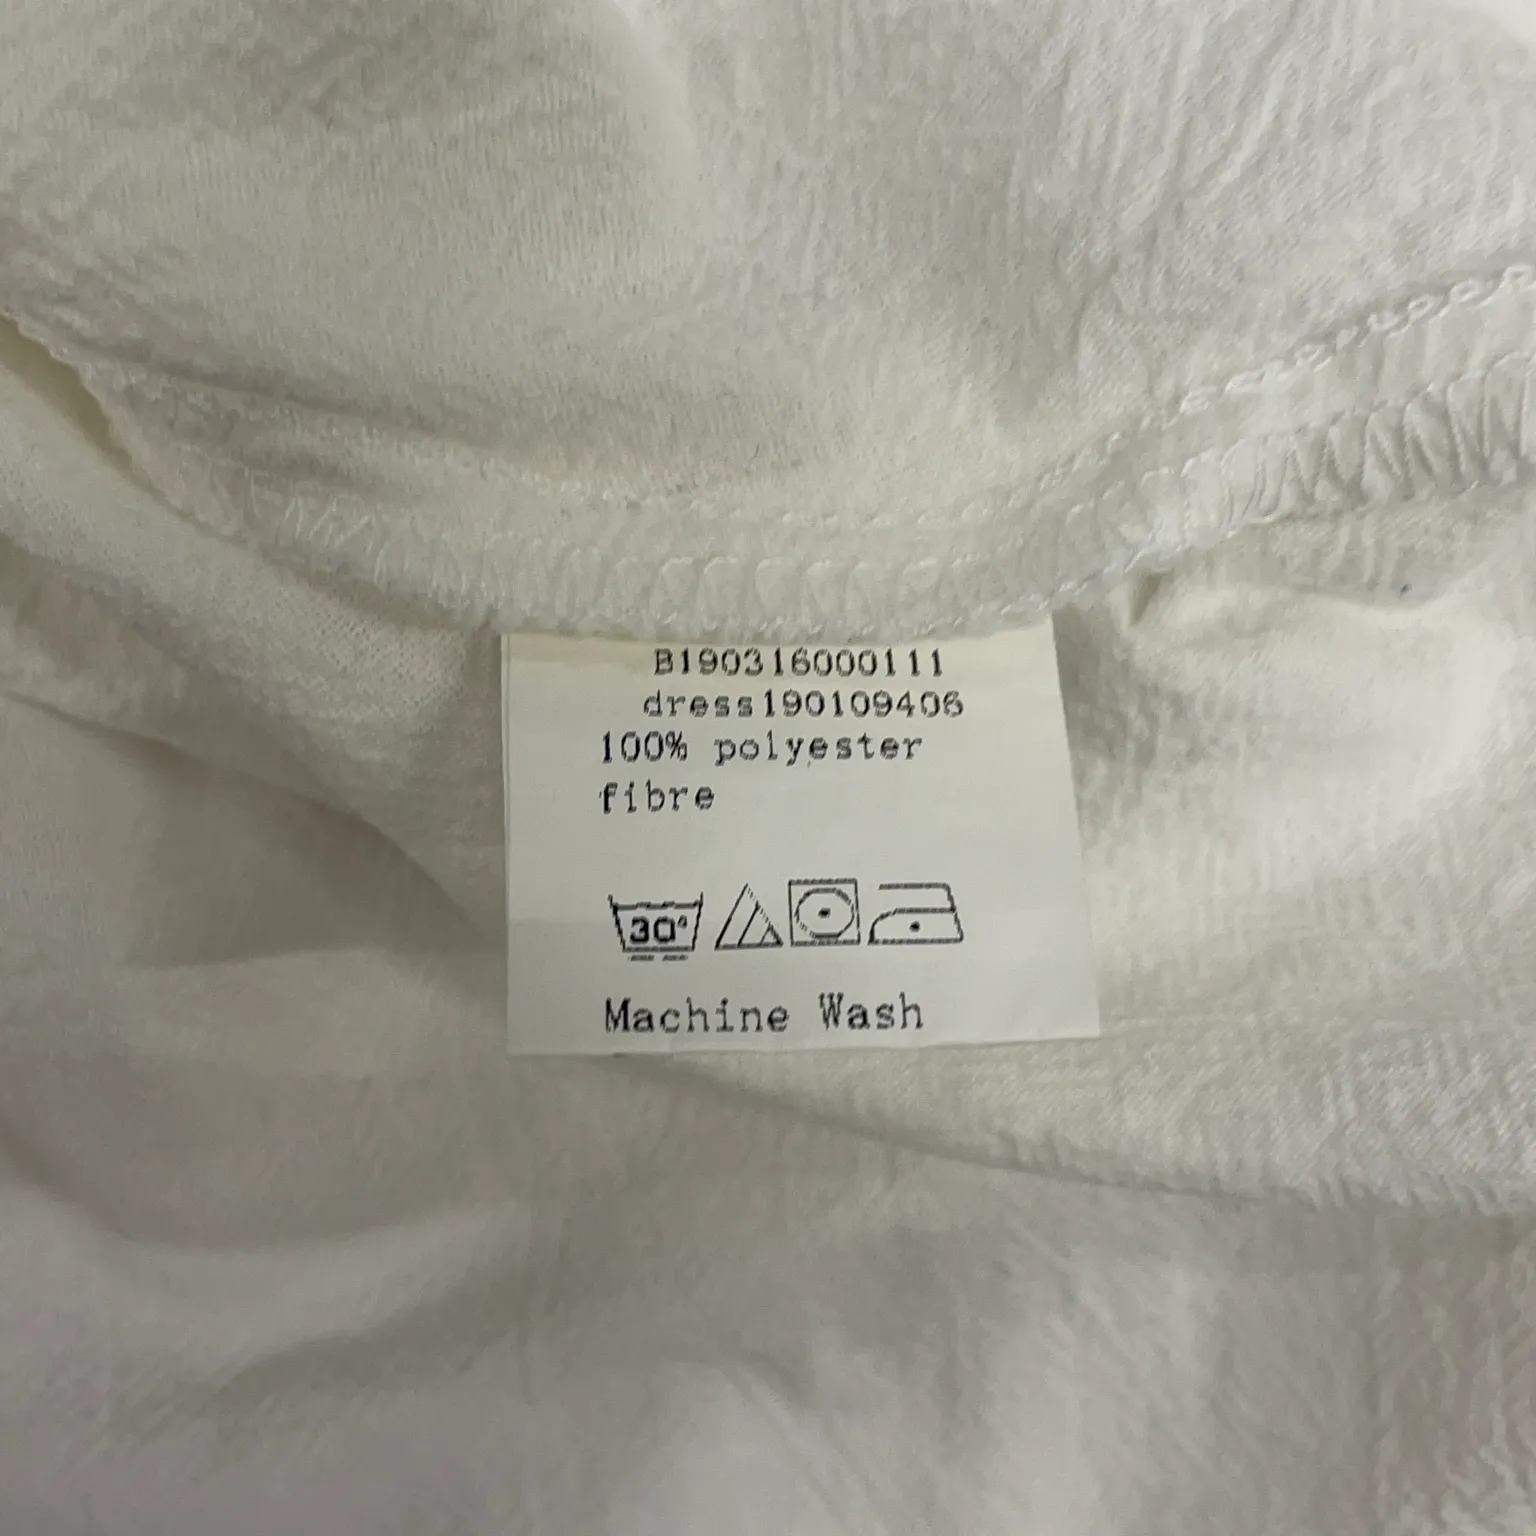 B190316000111
dress190109406
100% polyester
fibre
30°
Machine Wash